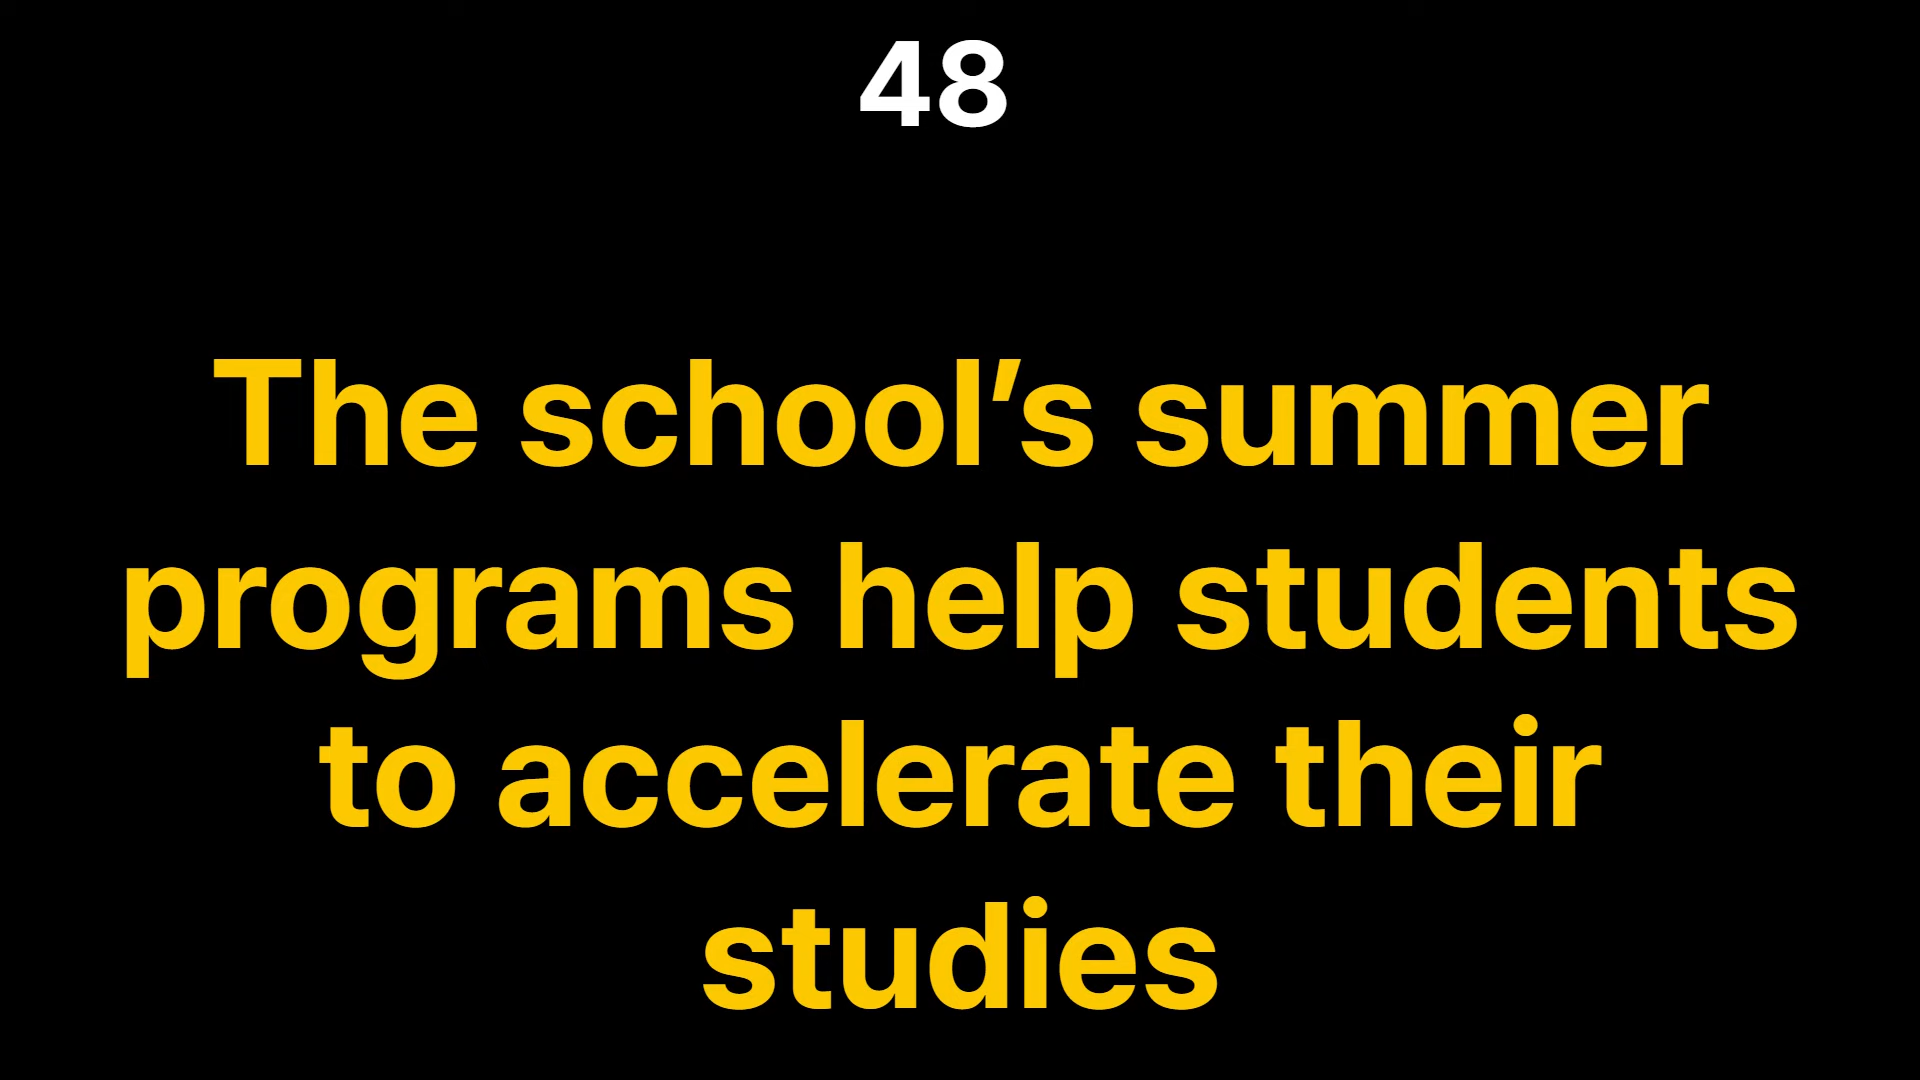 48
The school’s summer
programs help students
to accelerate their
studies